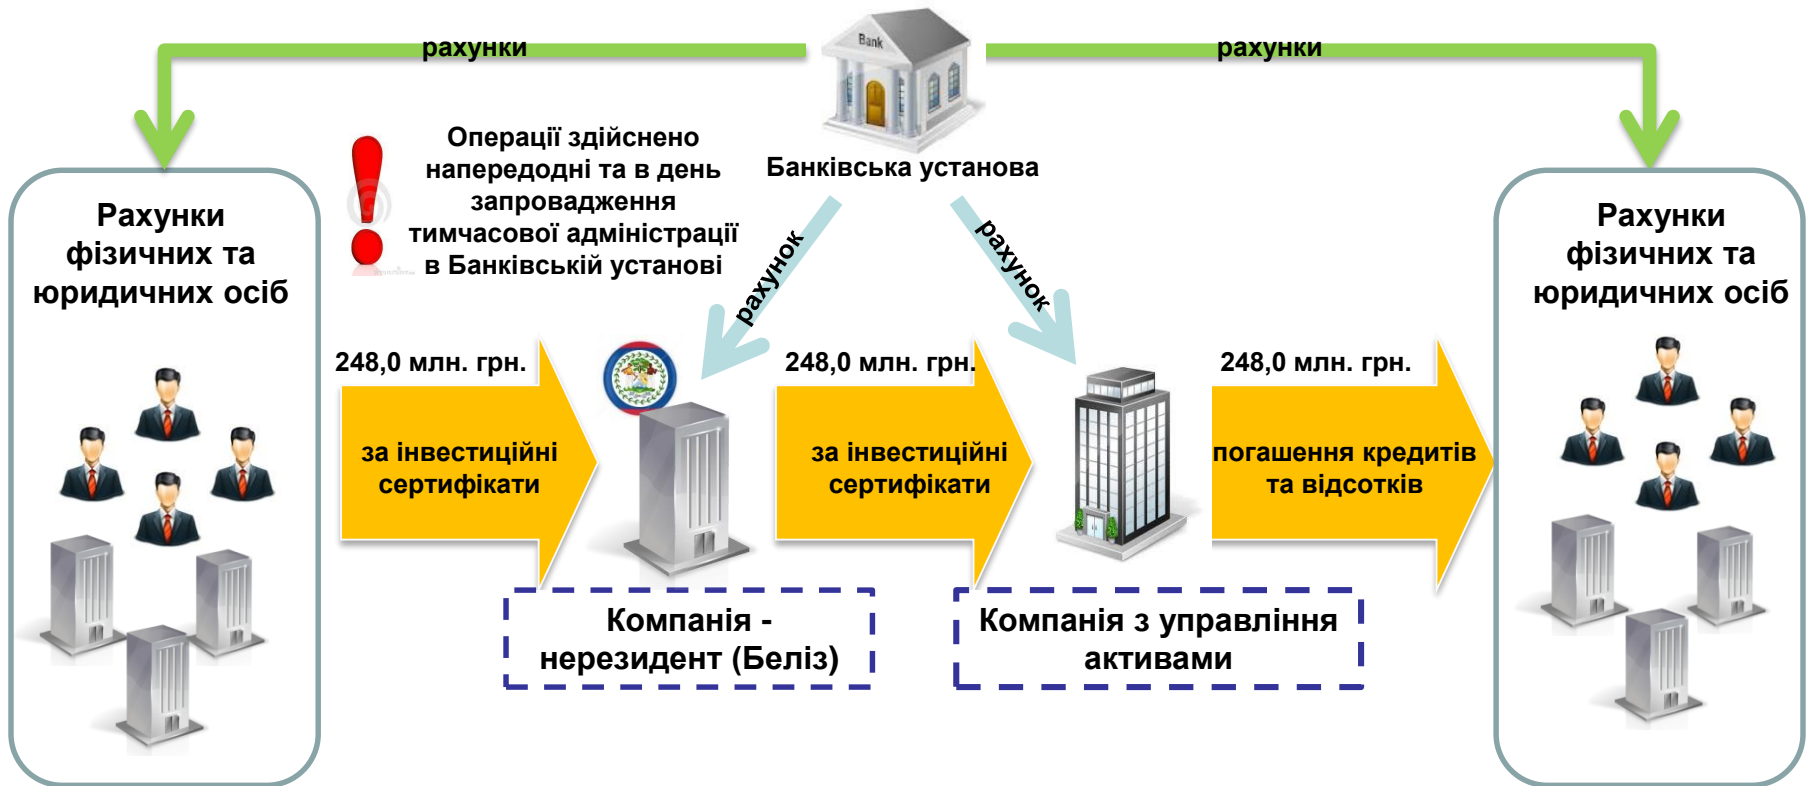 рахунки
Bank
рахунки
Операції здійснено
напередодні та в день
запровадження
тимчасової адміністрації
в Банківській установі
Банківська установа
Рахунки
фізичних та
юридичних осіб
Рахунки
фізичних та
юридичних осіб
рахунок
рахунок
248,0 млн. грн.
248,0 млн. грн.
248,0 млн. грн.
за інвестиційні
сертифікати
за інвестиційні
сертифікати
погашення кредитів
та відсотків
Компанія -
нерезидент (Беліз)
Компанія з управління
активами